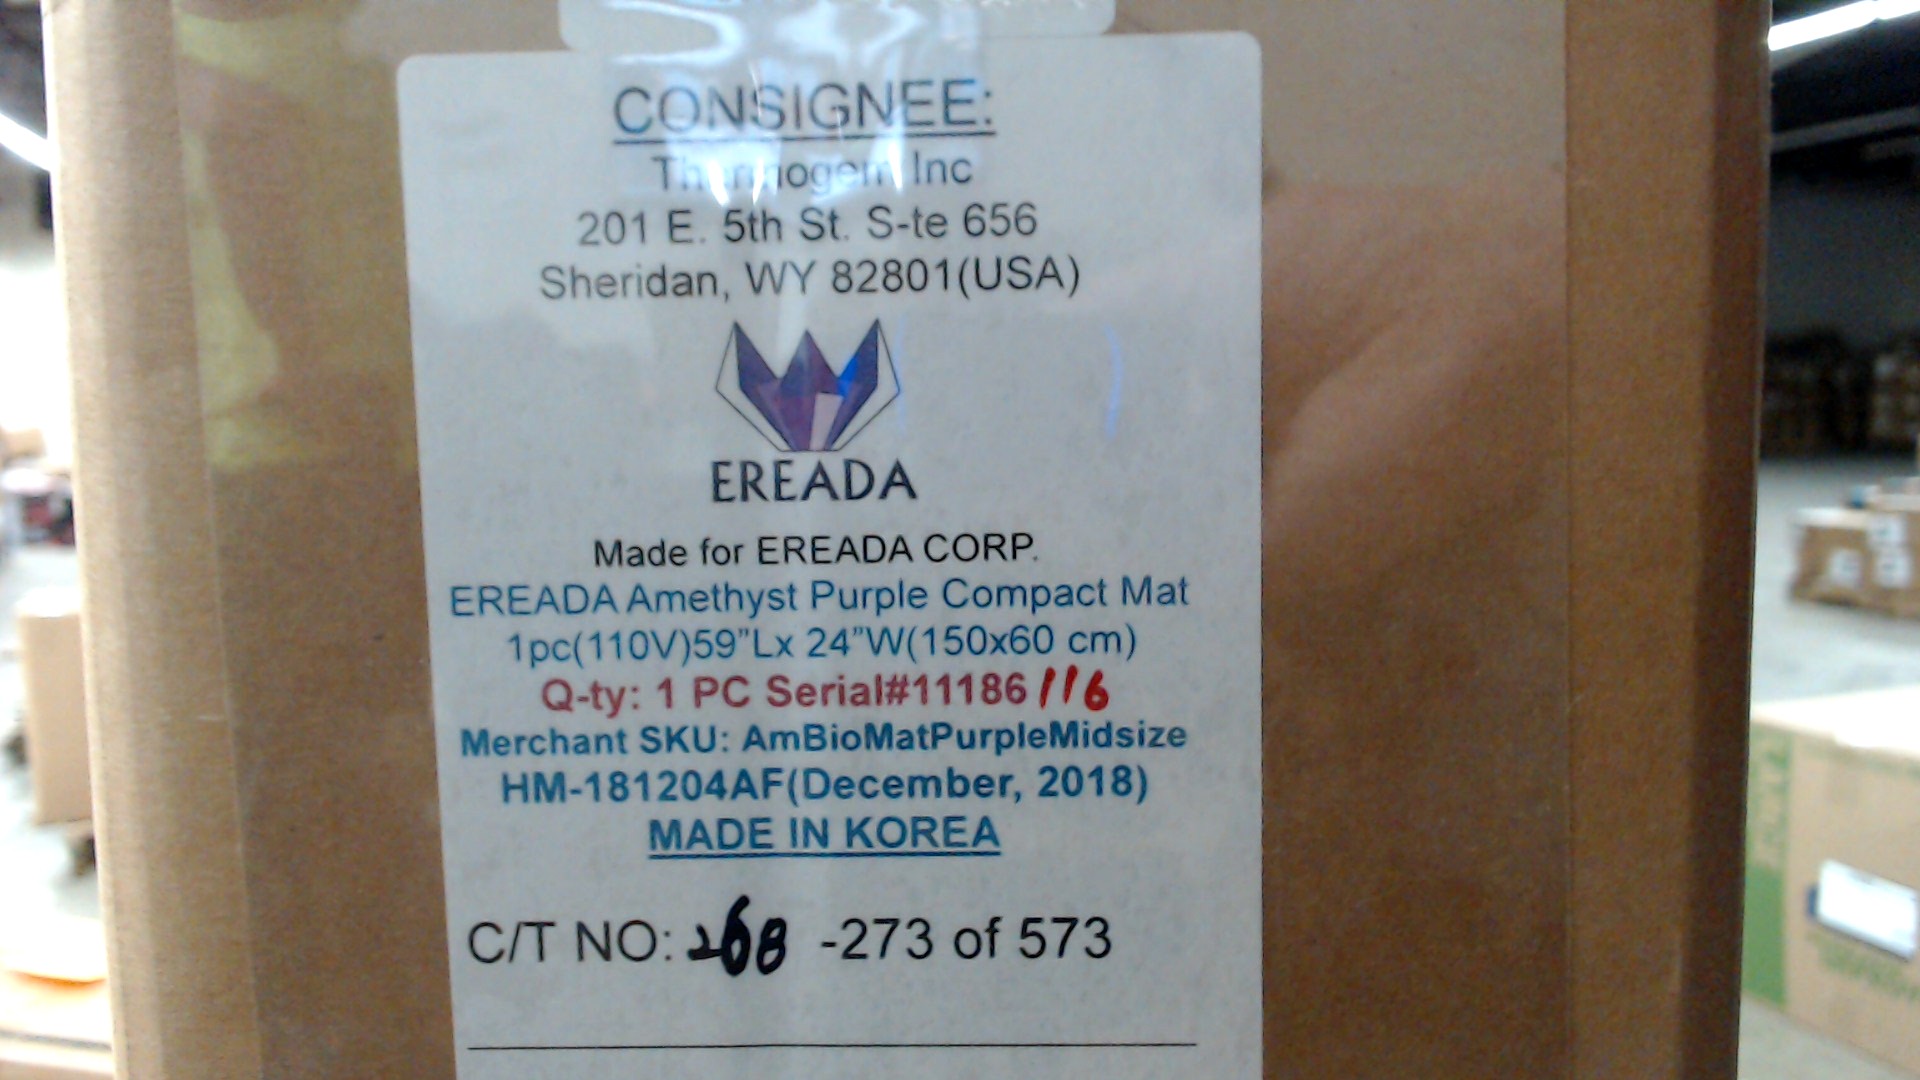 CONSIGNEE:
Thermogem Inc
201 E. 5th St. S-te 656
Sheridan, WY 82801(USA)
EREADA
Made for EREADA CORP.
EREADA Amethyst Purple Compact Mat
1pc(110V)59”Lx 24”W(150x60 cm)
Q-ty: 1 PC Serial#11186116
Merchant SKU: AmBioMatPurpleMidsize
HM-181204AF(December, 2018)
MADE IN KOREA
C/T NO: 268 -273 of 573